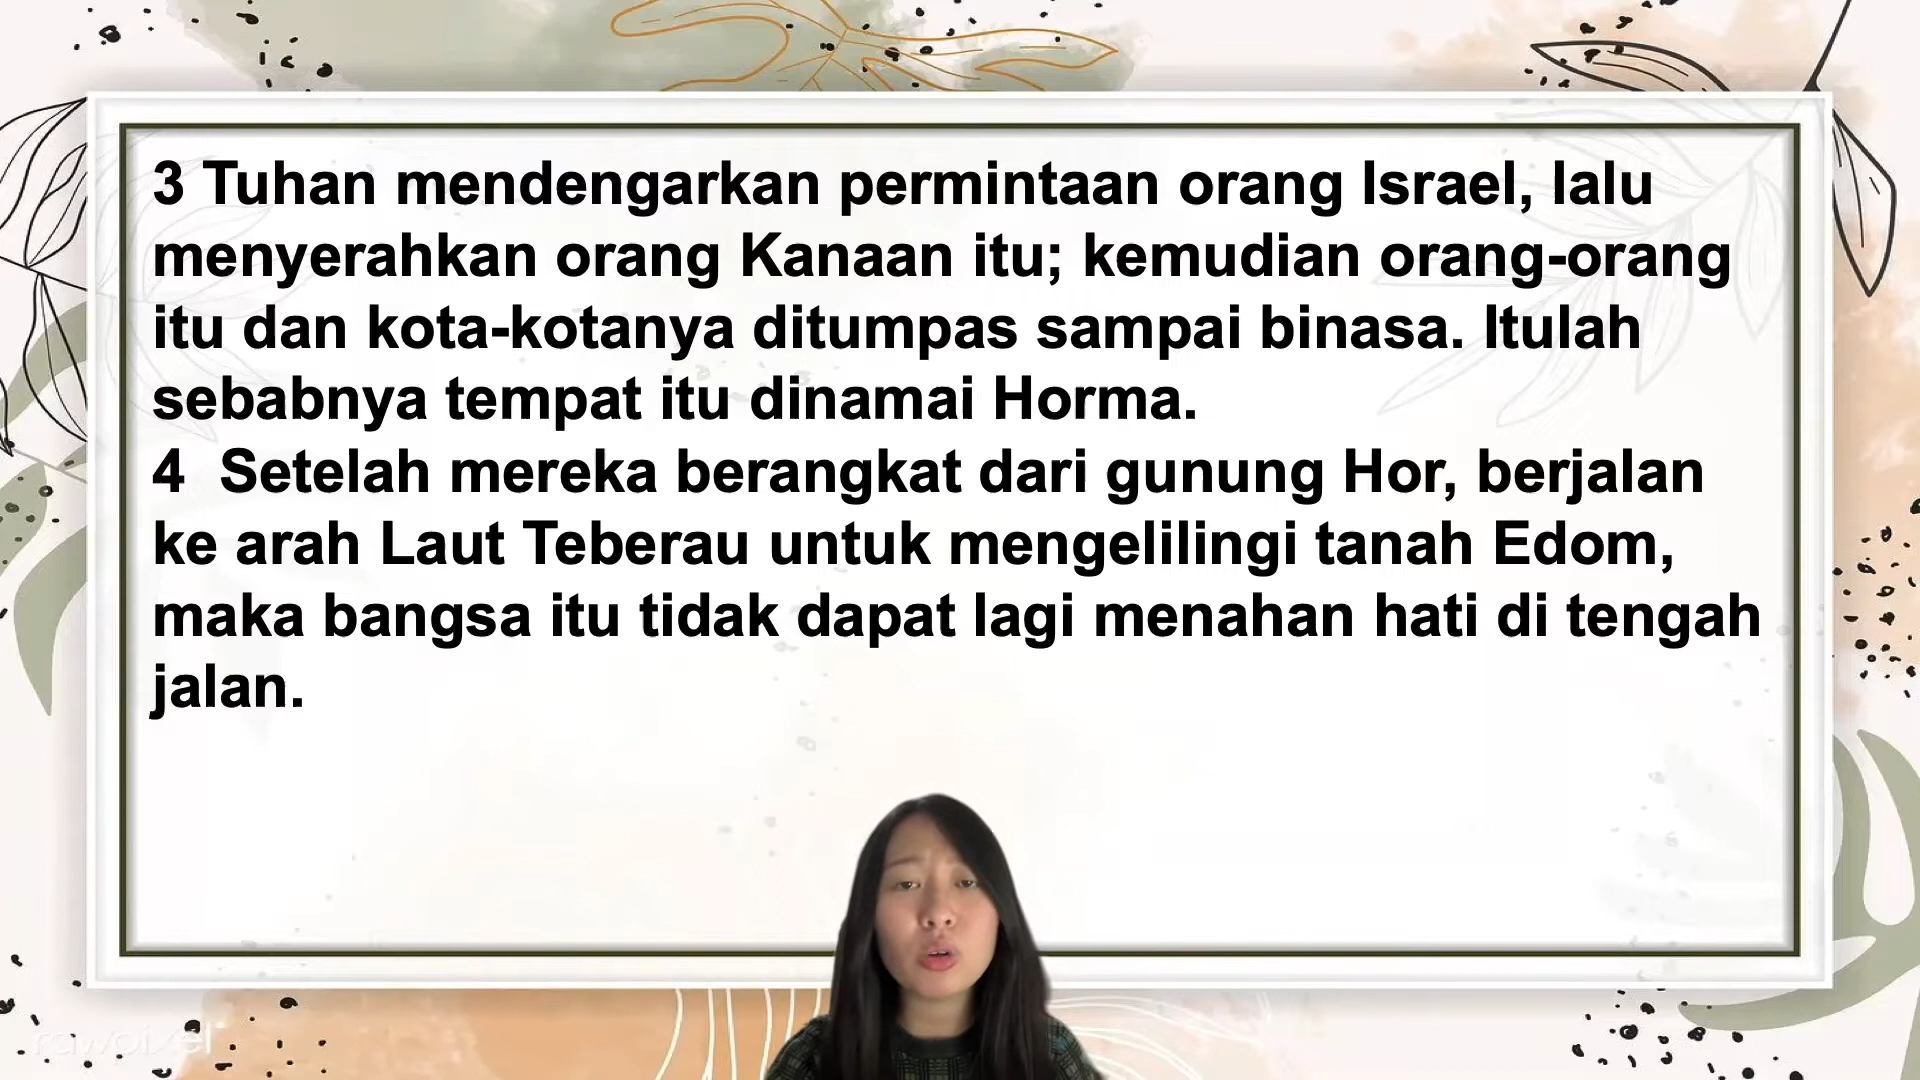 3 Tuhan mendengarkan permintaan orang Israel, lalu
menyerahkan orang Kanaan itu; kemudian orang-orang
itu dan kota-kotanya ditumpas sampai binasa. Itulah
sebabnya tempat itu dinamai Horma.
4 Setelah mereka berangkat dari gunung Hor, berjalan
ke arah Laut Teberau untuk mengelilingi tanah Edom,
maka bangsa itu tidak dapat lagi menahan hati di tengah
jalan.
rawpixel